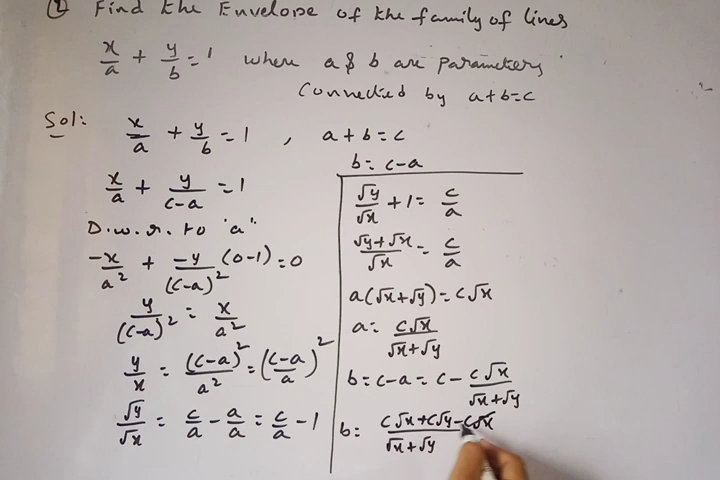 ② Find the Envelope of the family of lines
x/a + y/b = 1 where a & b are parameters
Connected by a+b=c
Sol: x/a + y/b = 1 , a + b = c
b = c-a
x/a + y/(c-a) = 1
D.w.r. to "a"
-x/a² + -y/(c-a)² (0-1) = 0
y/(c-a)² = x/a²
y/x = (c-a)²/a² = ((c-a)/a)²
√y/√x = c/a - a/a = c/a - 1
√y/√x + 1 = c/a
(√y+√x)/√x = c/a
a(√x+√y) = c√x
a = c√x/(√x+√y)
b = c-a = c - c√x/(√x+√y)
b = (c√x+c√y-c√x)/(√x+√y)